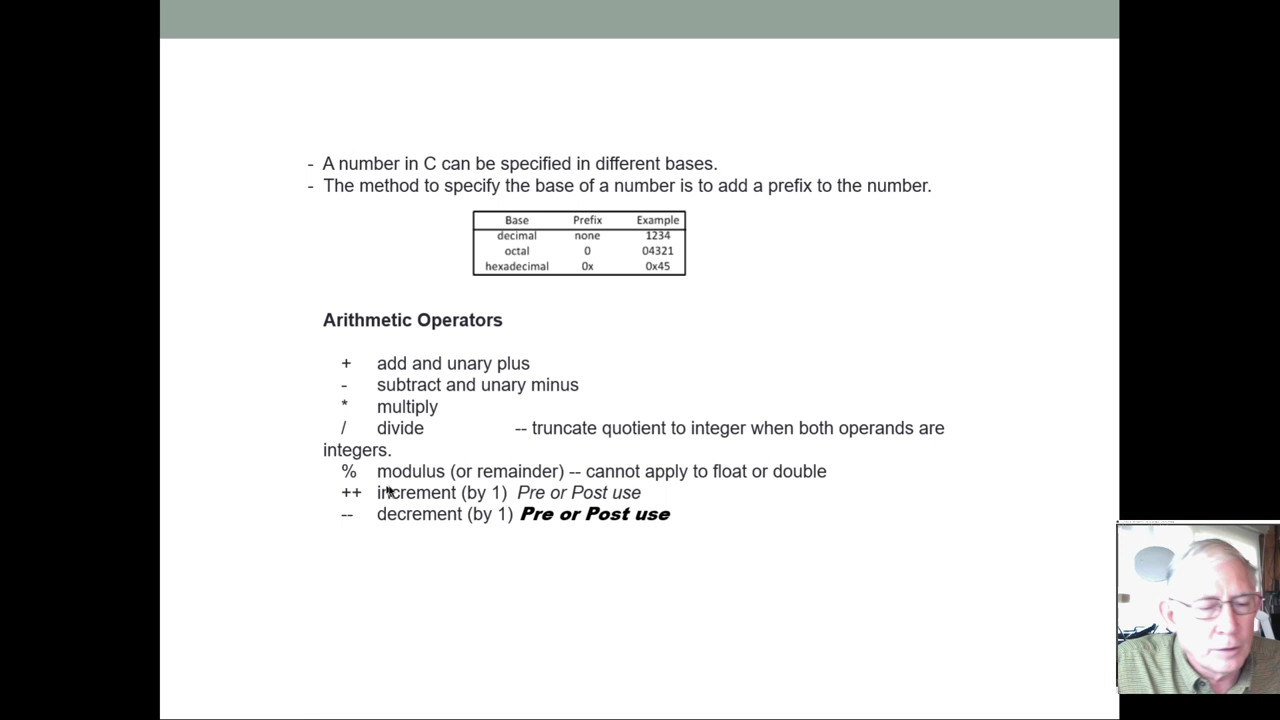 - A number in C can be specified in different bases.
- The method to specify the base of a number is to add a prefix to the number.
Base Prefix Example
decimal none 1234
octal 0 04321
hexadecimal 0x 0x45
Arithmetic Operators
+ add and unary plus
- subtract and unary minus
* multiply
/ divide -- truncate quotient to integer when both operands are
integers.
% modulus (or remainder) -- cannot apply to float or double
++ increment (by 1) Pre or Post use
-- decrement (by 1) Pre or Post use